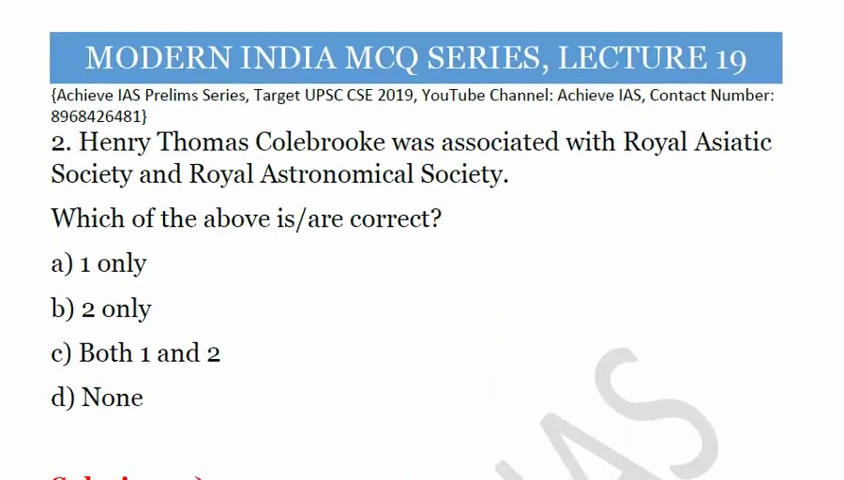 MODERN INDIA MCQ SERIES, LECTURE 19
{Achieve IAS Prelims Series, Target UPSC CSE 2019, YouTube Channel: Achieve IAS, Contact Number:
8968426481}
2. Henry Thomas Colebrooke was associated with Royal Asiatic
Society and Royal Astronomical Society.
Which of the above is/are correct?
a) 1 only
b) 2 only
c) Both 1 and 2
d) None
IAS